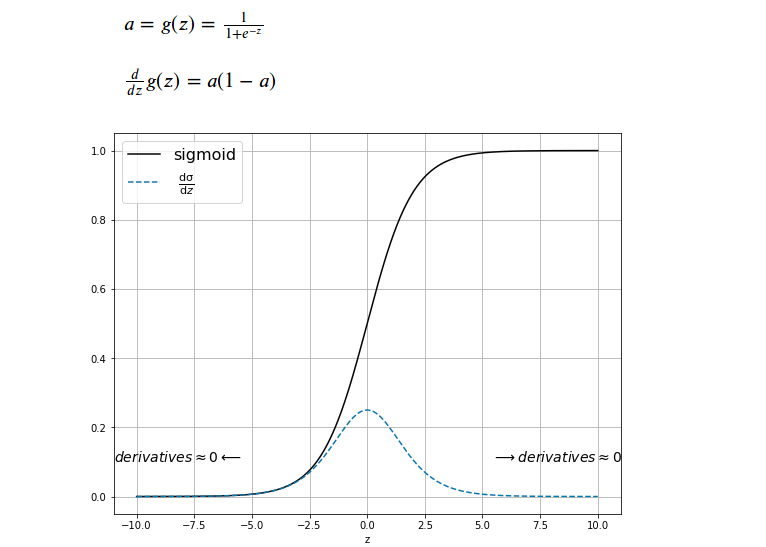 a = g(z) = 1/(1+e^{-z})
d/dz g(z) = a(1 − a)
sigmoid
dσ/dz
1.0
0.8
0.6
0.4
0.2
0.0
derivatives ≈ 0 ⟵
⟶ derivatives ≈ 0
−10.0 −7.5 −5.0 −2.5 0.0 2.5 5.0 7.5 10.0
z